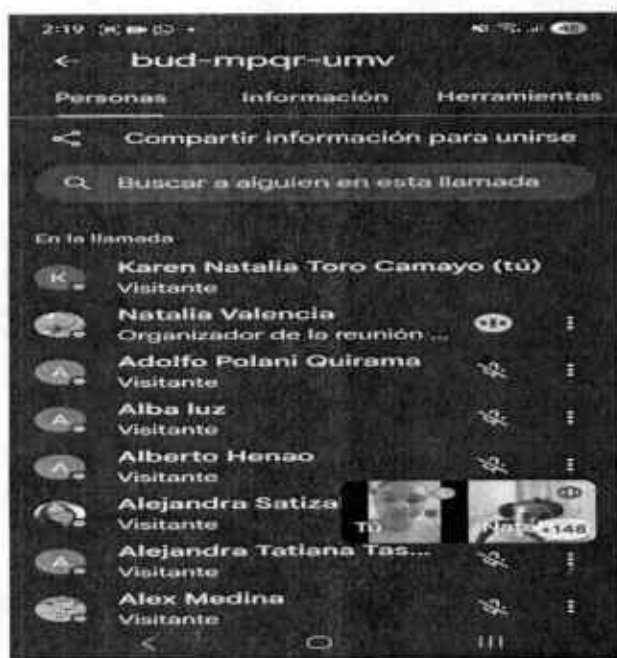 2:19
bud-mpqr-umv
Personas Información Herramientas
Compartir información para unirse
Buscar a alguien en esta llamada
En la llamada
K Karen Natalia Toro Camayo (tú)
Visitante
Natalia Valencia
Organizador de la reunión ...
A Adolfo Polani Quirama
Visitante
A Alba luz
Visitante
A Alberto Henao
Visitante
Alejandra Satiza
Visitante
Tú Nata +148
A Alejandra Tatiana Tas...
Visitante
Alex Medina
Visitante